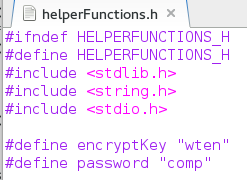 helperFunctions.h
#ifndef HELPERFUNCTIONS_H
#define HELPERFUNCTIONS_H
#include <stdlib.h>
#include <string.h>
#include <stdio.h>
#define encryptKey "wten"
#define password "comp"